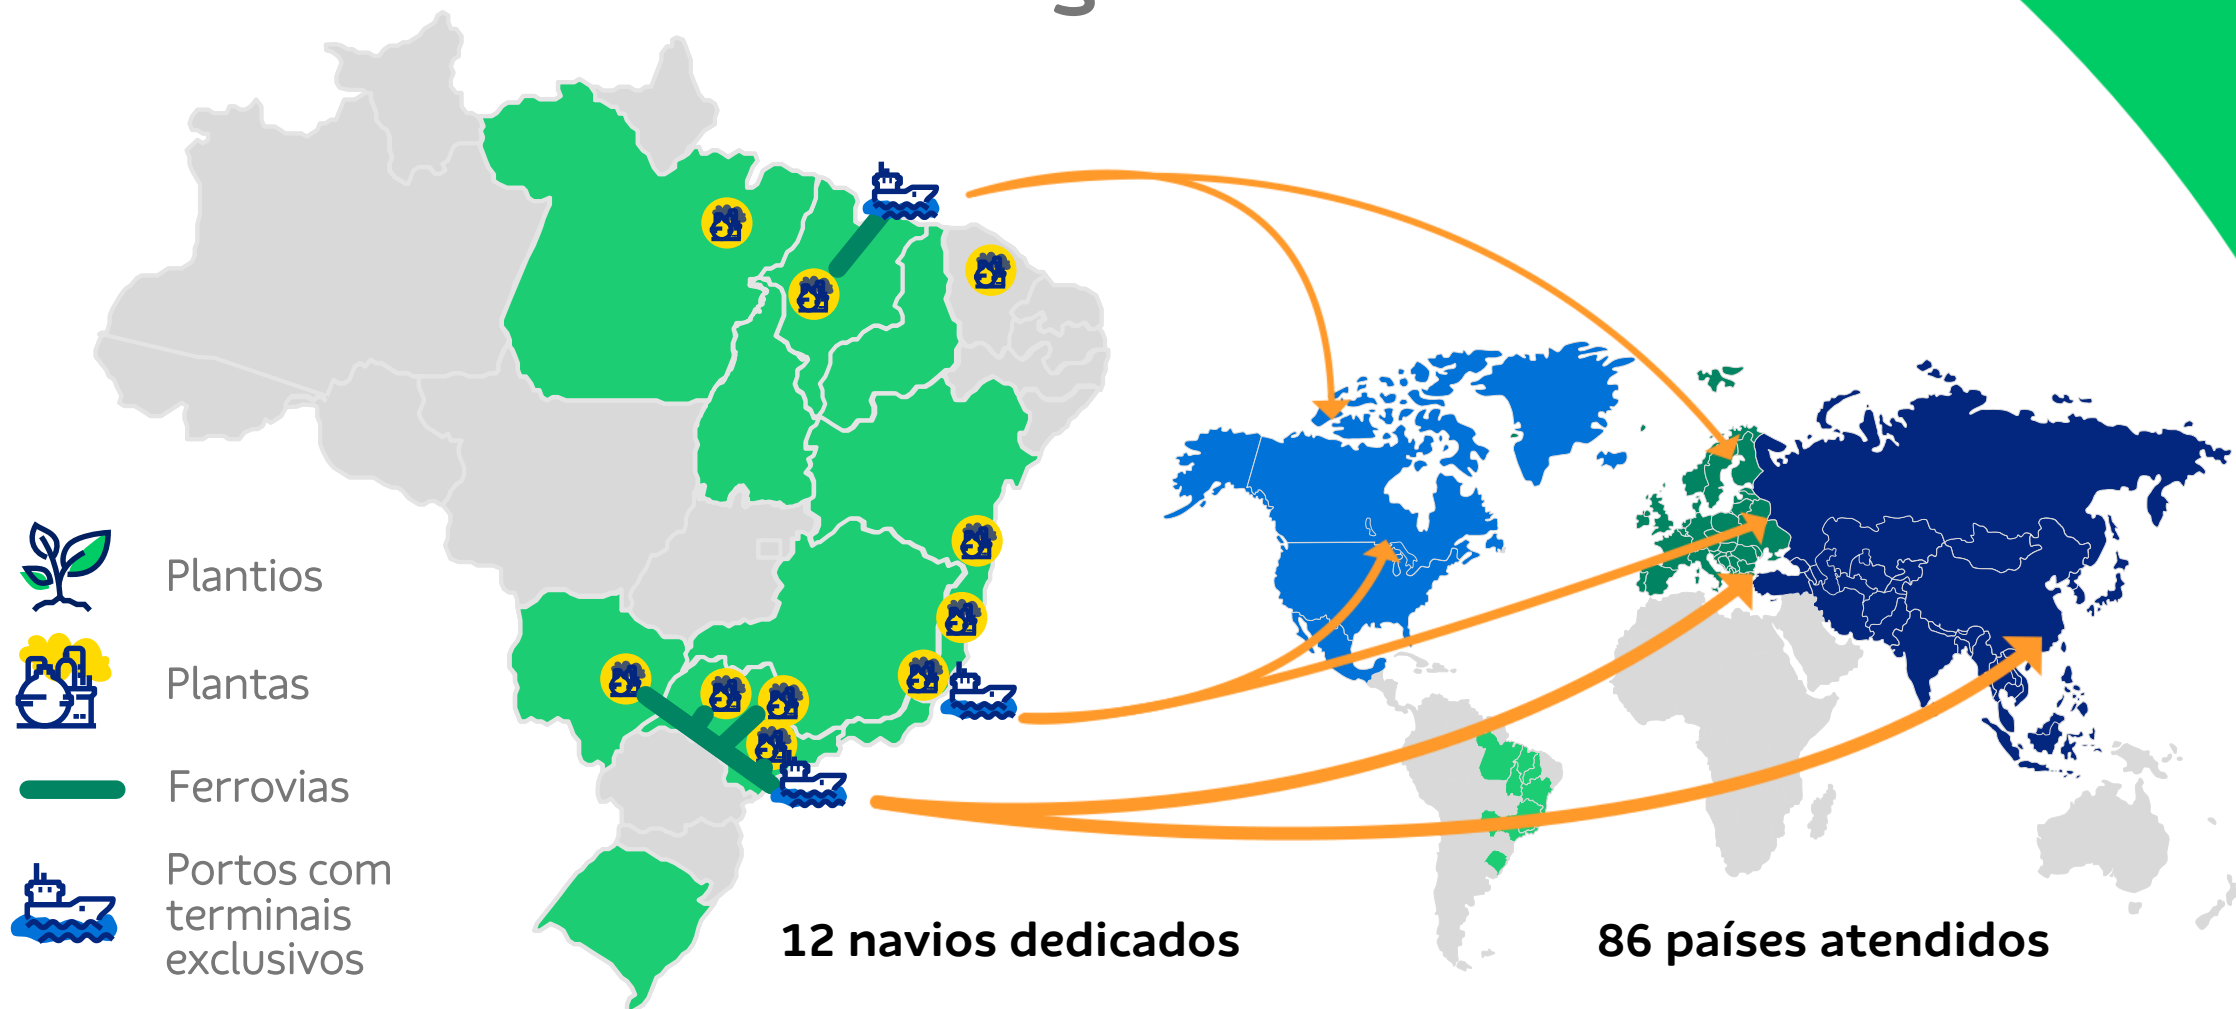 Plantios
Plantas
Ferrovias
Portos com
terminais
exclusivos
12 navios dedicados
86 países atendidos